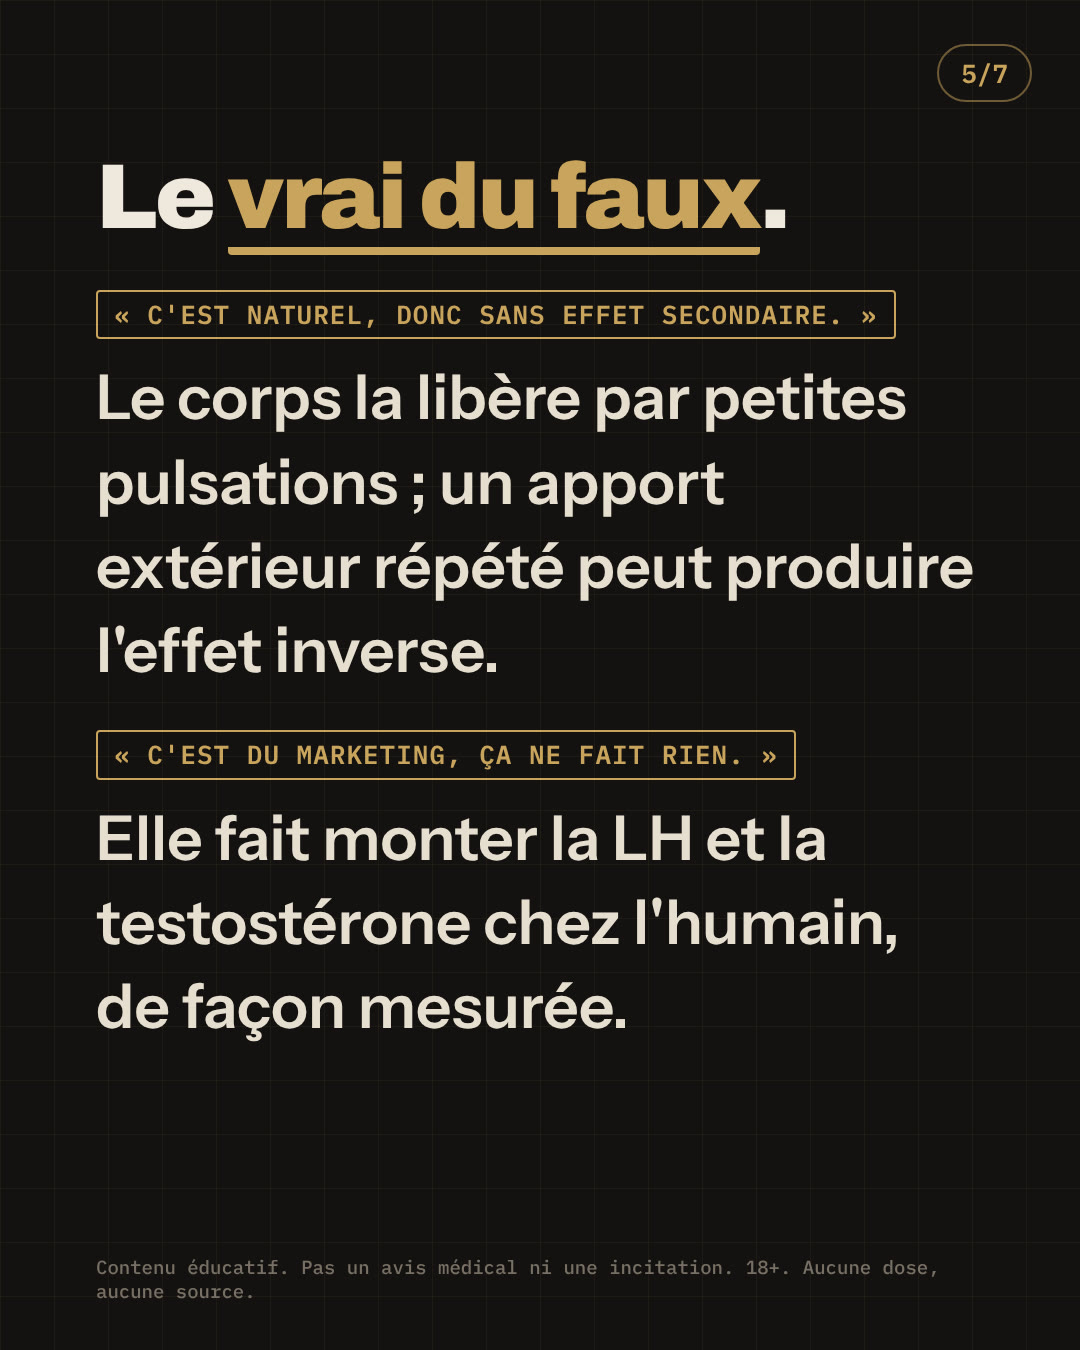 5/7
Le vrai du faux.
« C'EST NATUREL, DONC SANS EFFET SECONDAIRE. »
Le corps la libère par petites
pulsations ; un apport
extérieur répété peut produire
l'effet inverse.
« C'EST DU MARKETING, ÇA NE FAIT RIEN. »
Elle fait monter la LH et la
testostérone chez l'humain,
de façon mesurée.
Contenu éducatif. Pas un avis médical ni une incitation. 18+. Aucune dose,
aucune source.